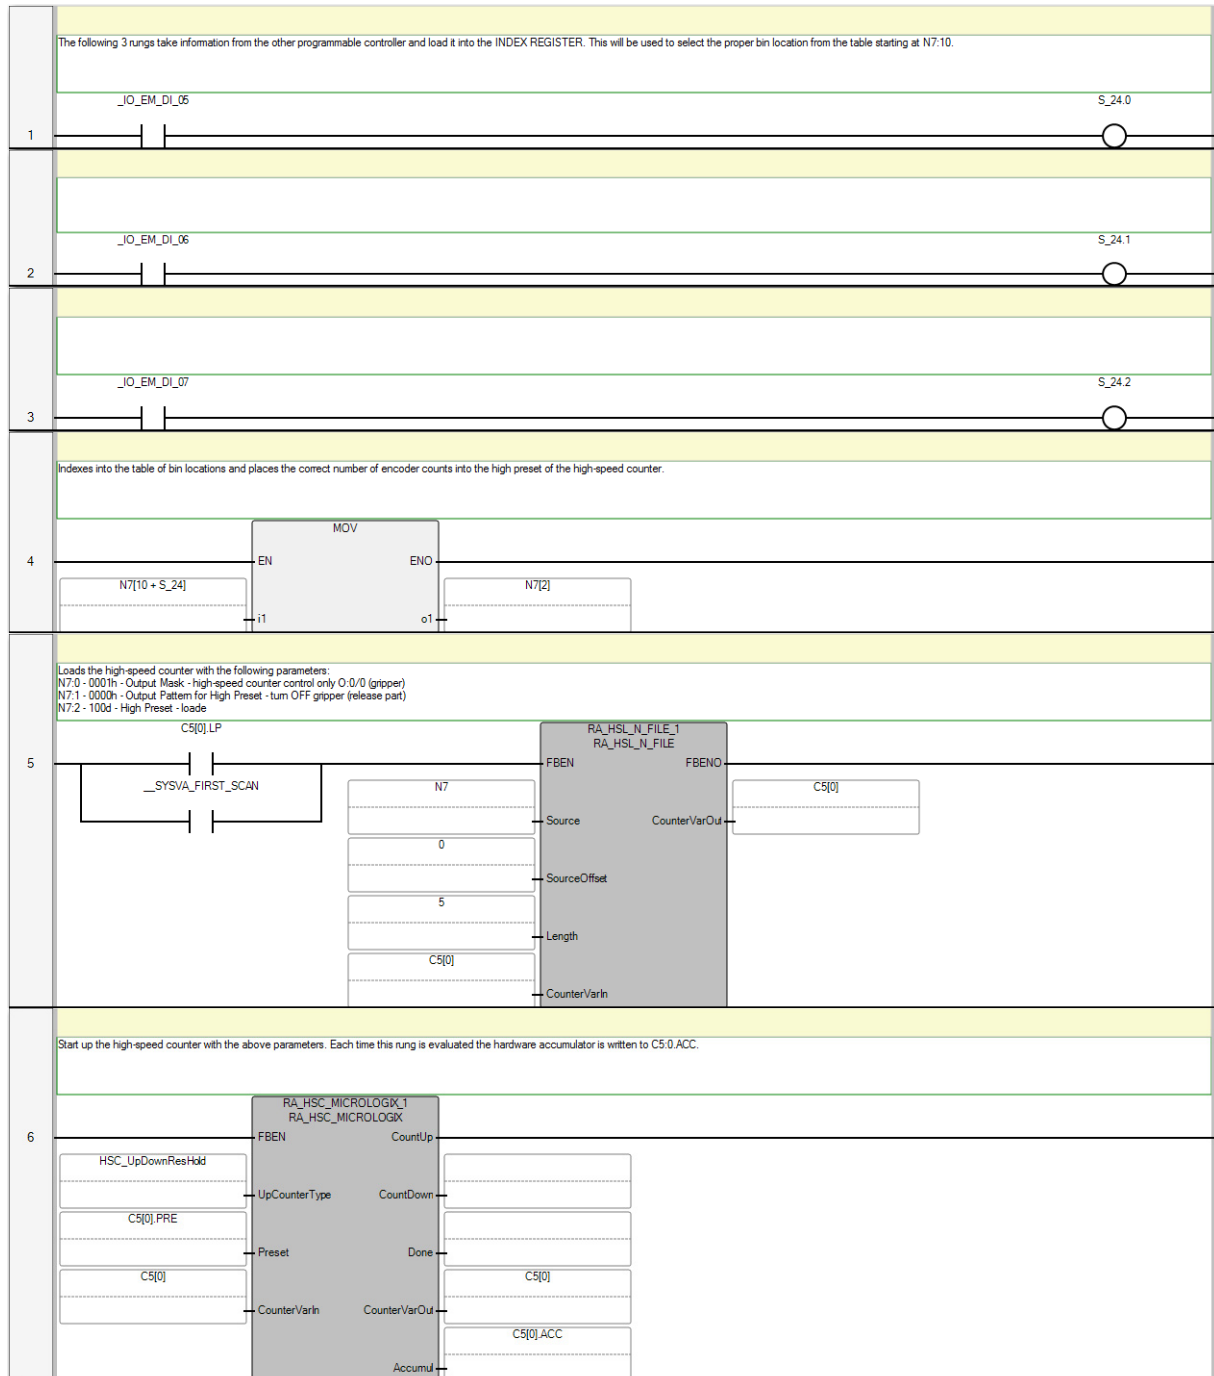 The following 3 rungs take information from the other programmable controller and load it into the INDEX REGISTER. This will be used to select the proper bin location from the table starting at N7:10.
_IO_EM_DI_05
S_24.0
1
_IO_EM_DI_06
S_24.1
2
_IO_EM_DI_07
S_24.2
3
Indexes into the table of bin locations and places the correct number of encoder counts into the high preset of the high-speed counter.
MOV
4
EN
ENO
N7[10 + S_24]
N7[2]
i1
o1
Loads the high-speed counter with the following parameters:
N7:0 - 0001h - Output Mask - high-speed counter control only O:0/0 (gripper)
N7:1 - 0000h - Output Pattern for High Preset - turn OFF gripper (release part)
N7:2 - 100d - High Preset - loade
C5[0].LP
RA_HSL_N_FILE_1
RA_HSL_N_FILE
5
FBEN
FBENO
__SYSVA_FIRST_SCAN
N7
C5[0]
Source
CounterVarOut
0
SourceOffset
5
Length
C5[0]
CounterVarIn
Start up the high-speed counter with the above parameters. Each time this rung is evaluated the hardware accumulator is written to C5:0.ACC.
RA_HSC_MICROLOGIX_1
RA_HSC_MICROLOGIX
6
FBEN
CountUp
HSC_UpDownResHold
UpCounterType
CountDown
C5[0].PRE
Preset
Done
C5[0]
C5[0]
CounterVarIn
CounterVarOut
C5[0].ACC
Accumul